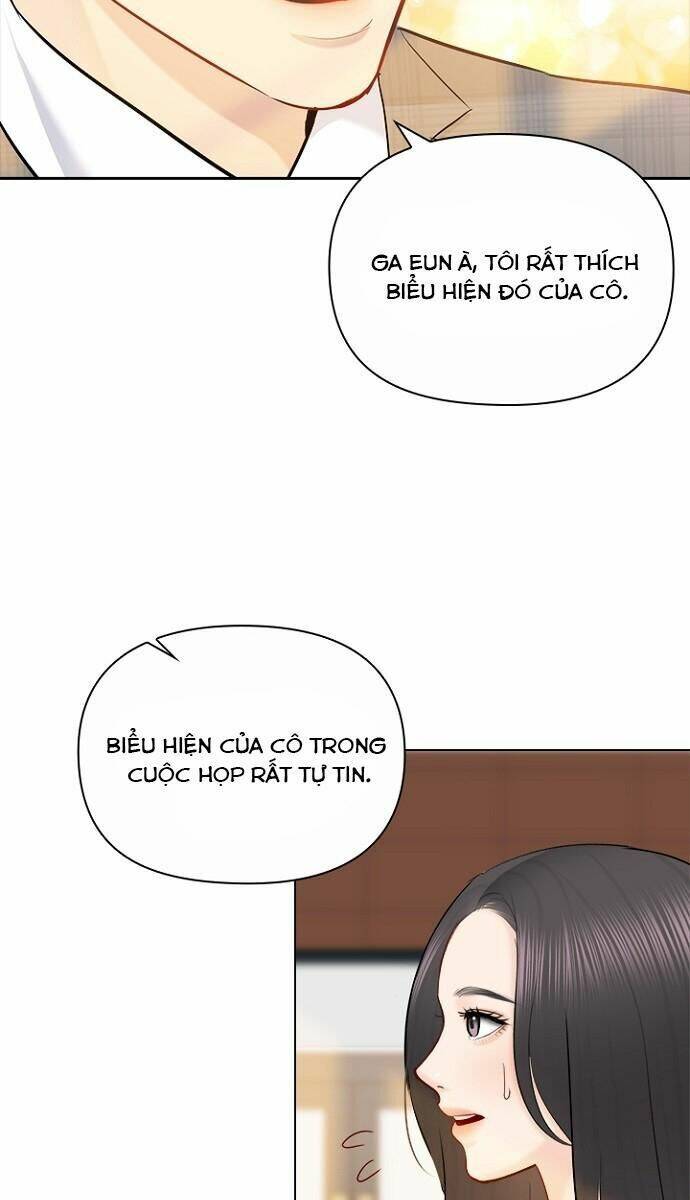 GA EUN À, TÔI RẤT THÍCH
BIỂU HIỆN ĐÓ CỦA CÔ.
BIỂU HIỆN CỦA CÔ TRONG
CUỘC HỌP RẤT TỰ TIN.